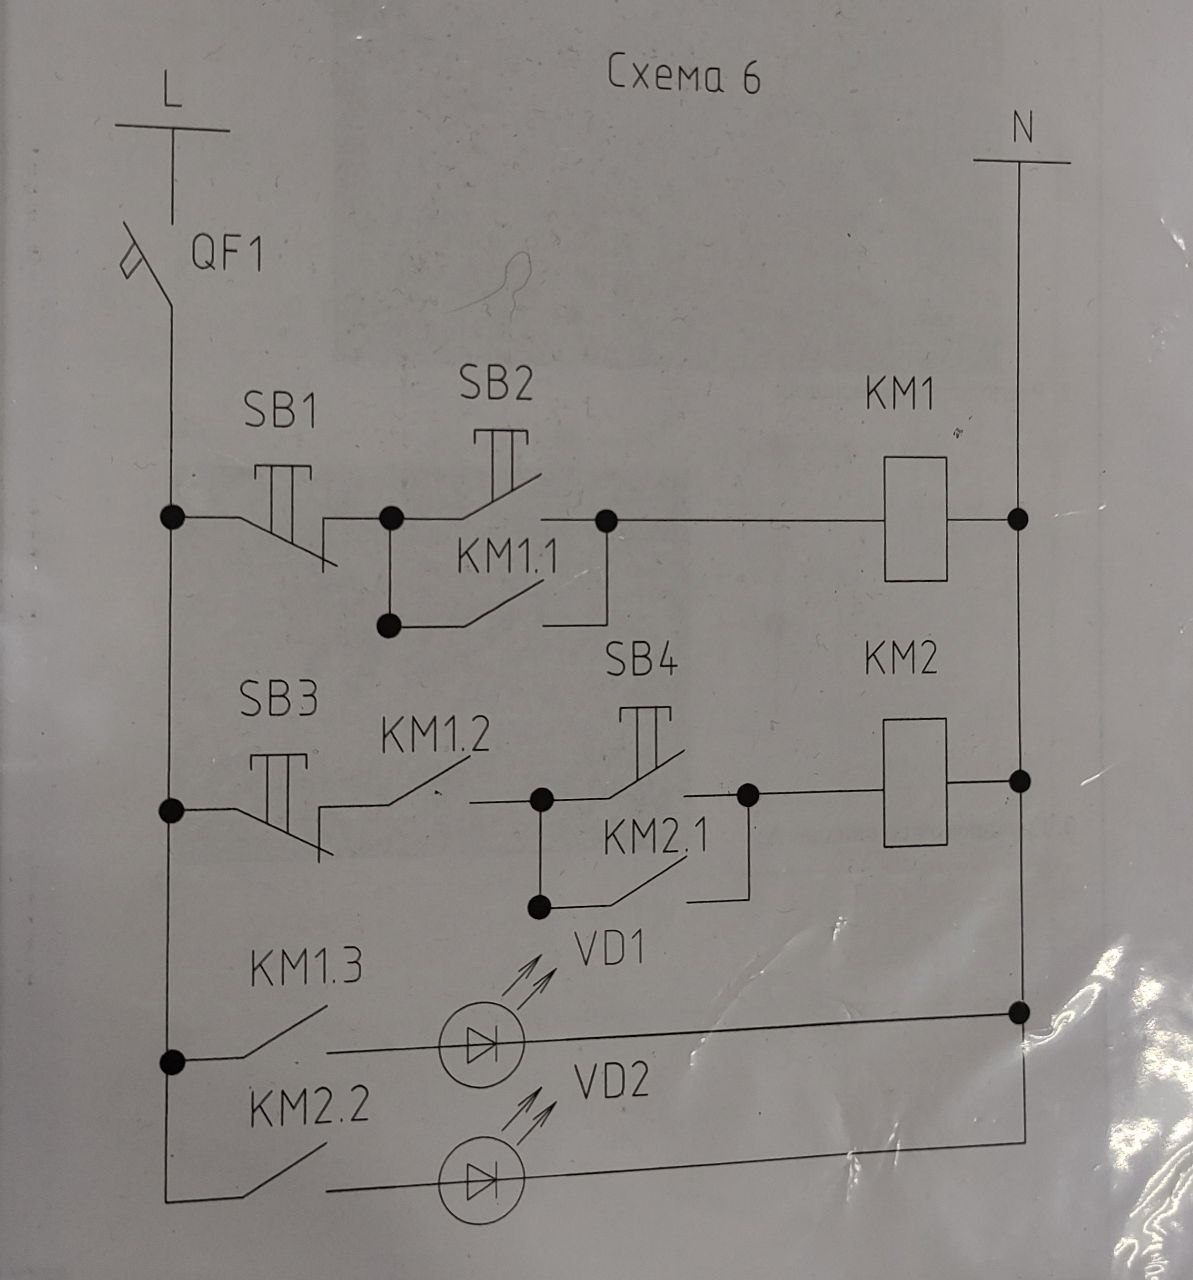 Схема 6
L
N
QF1
SB1
SB2
KM1
KM1.1
SB3
KM1.2
SB4
KM2
KM2.1
KM1.3
VD1
KM2.2
VD2